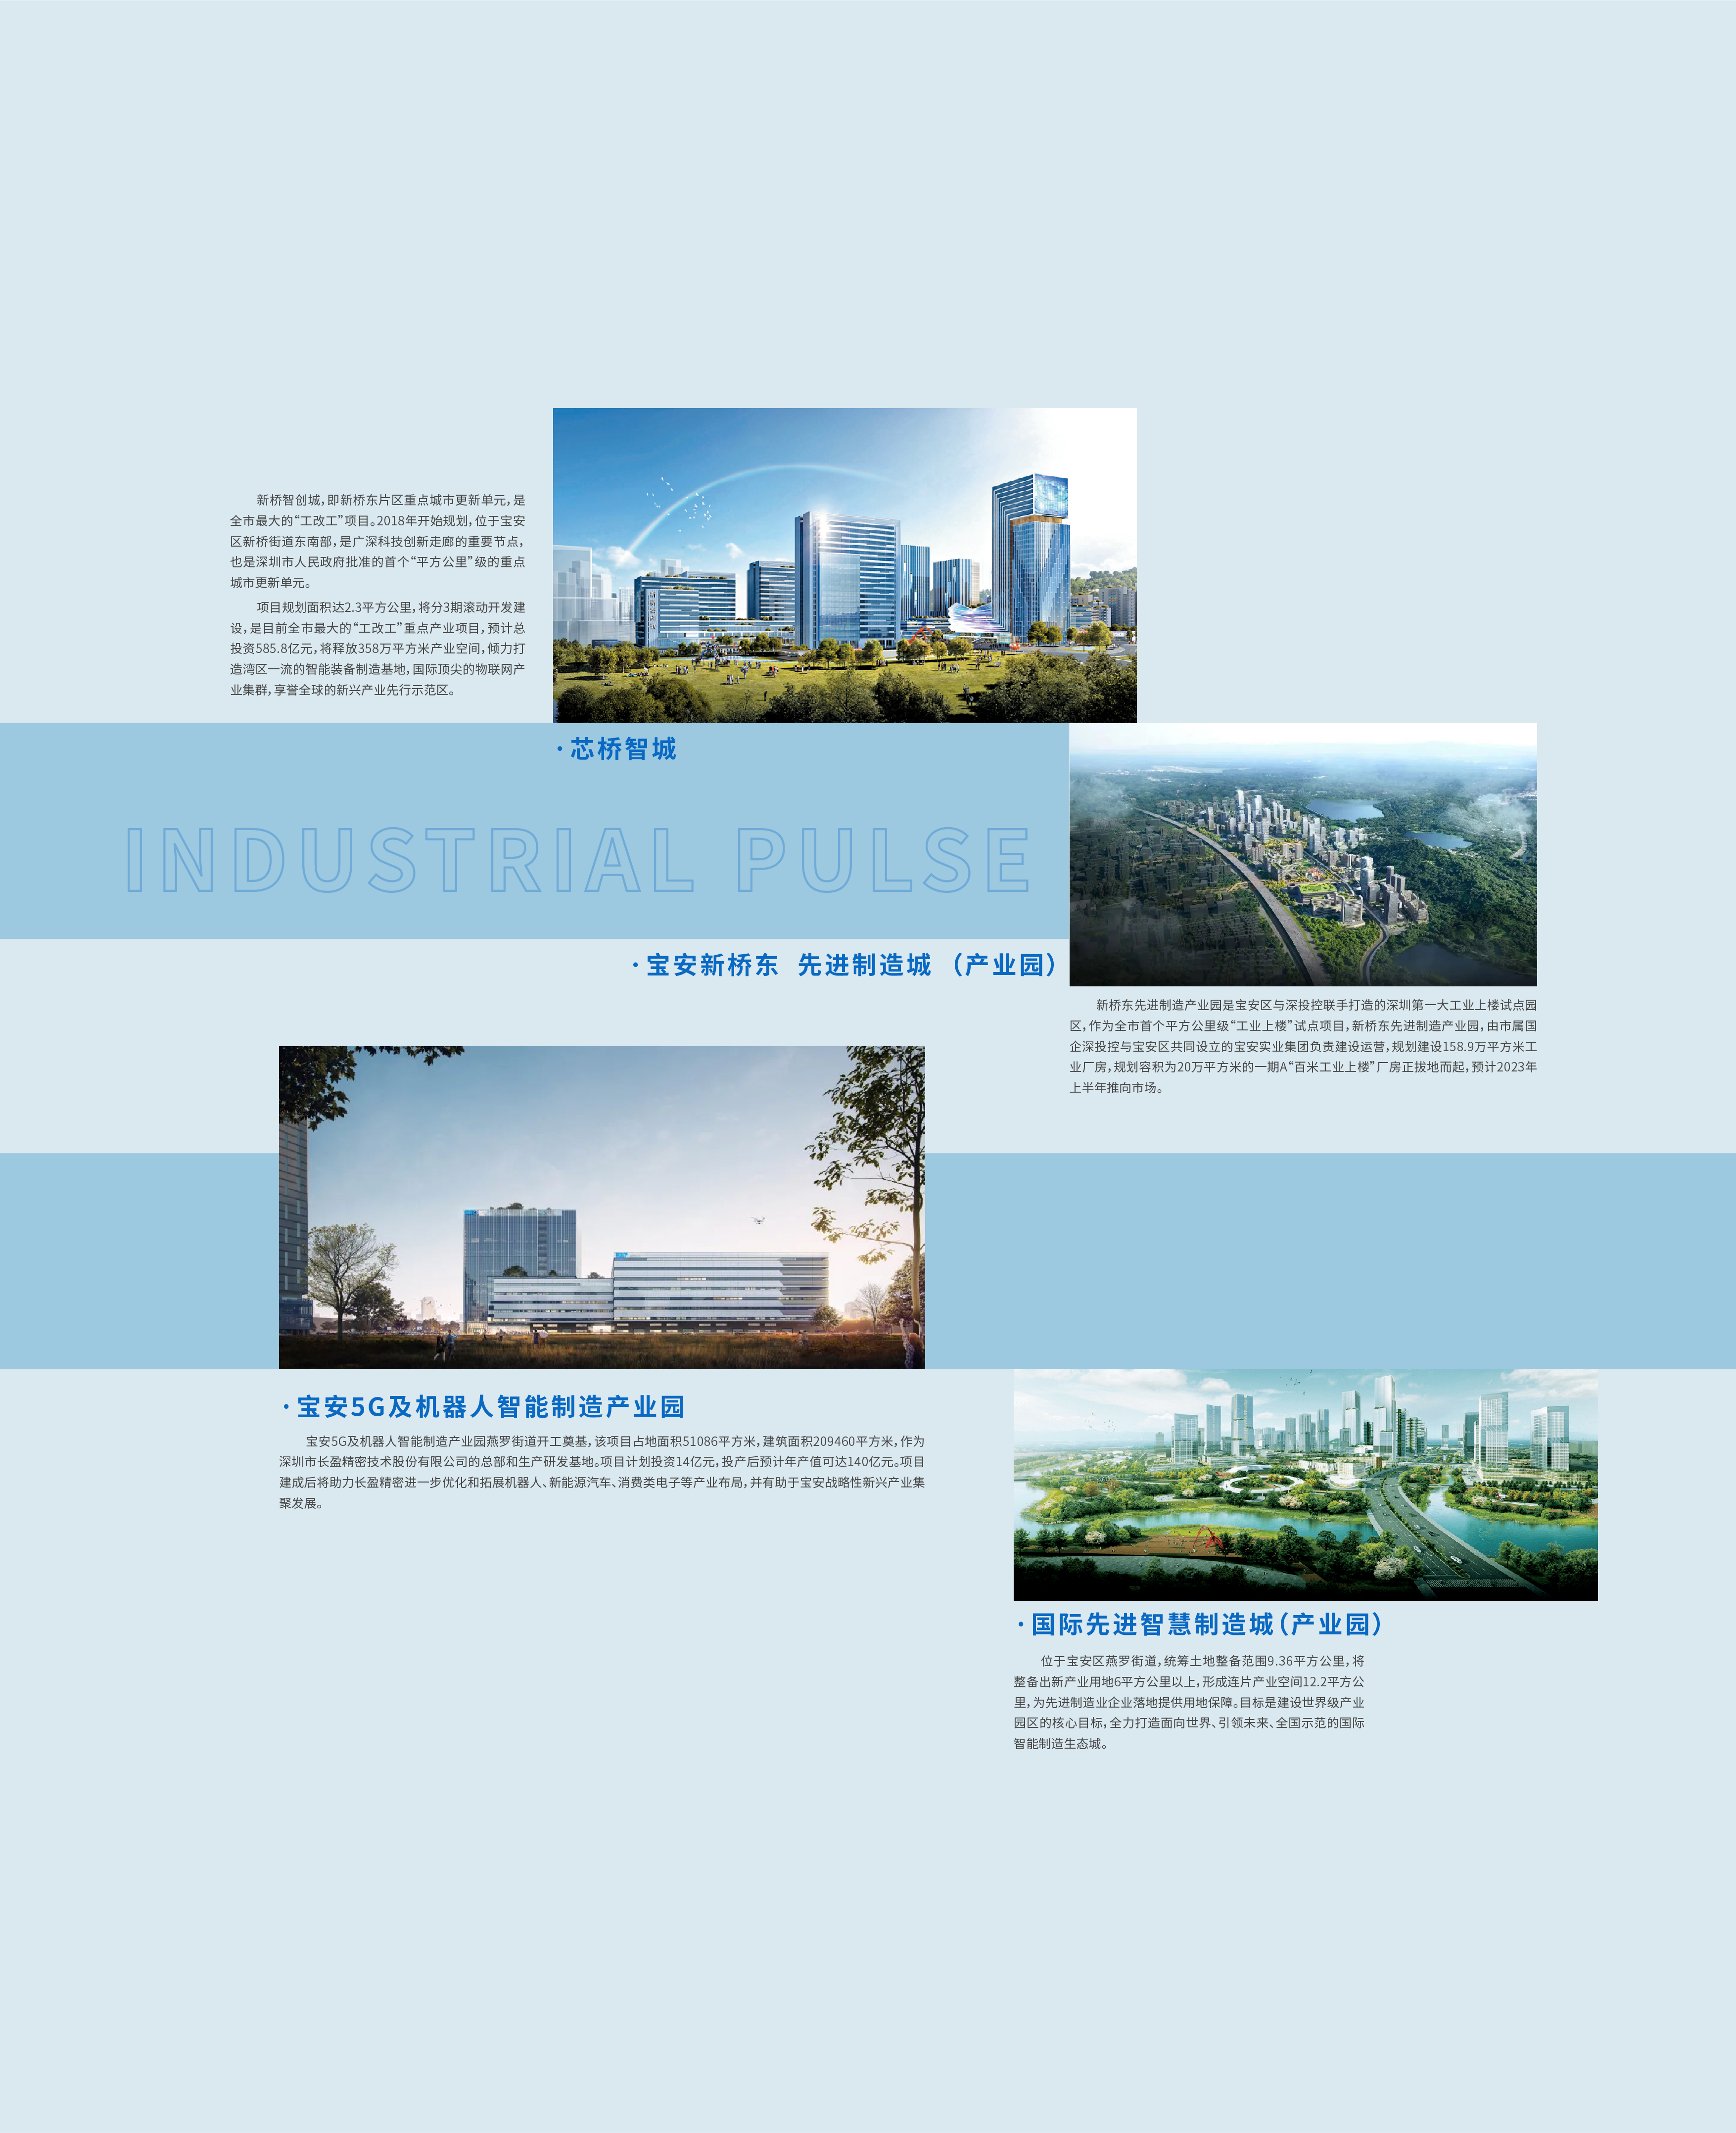 新桥智创城，即新桥东片区重点城市更新单元，是
全市最大的“工改工”项目。2018年开始规划，位于宝安
区新桥街道东南部，是广深科技创新走廊的重要节点，
也是深圳市人民政府批准的首个“平方公里”级的重点
城市更新单元。
项目规划面积达2.3平方公里，将分3期滚动开发建
设，是目前全市最大的“工改工”重点产业项目，预计总
投资585.8亿元，将释放358万平方米产业空间，倾力打
造湾区一流的智能装备制造基地，国际顶尖的物联网产
业集群，享誉全球的新兴产业先行示范区。
·芯桥智城
INDUSTRIAL PULSE
·宝安新桥东 先进制造城（产业园）
新桥东先进制造产业园是宝安区与深投控联手打造的深圳第一大工业上楼试点园
区，作为全市首个平方公里级“工业上楼”试点项目，新桥东先进制造产业园，由市属国
企深投控与宝安区共同设立的宝安实业集团负责建设运营，规划建设158.9万平方米工
业厂房，规划容积为20万平方米的一期A“百米工业上楼”厂房正拔地而起，预计2023年
上半年推向市场。
·宝安5G及机器人智能制造产业园
宝安5G及机器人智能制造产业园燕罗街道开工奠基，该项目占地面积51086平方米，建筑面积209460平方米，作为
深圳市长盈精密技术股份有限公司的总部和生产研发基地。项目计划投资14亿元，投产后预计年产值可达140亿元。项目
建成后将助力长盈精密进一步优化和拓展机器人、新能源汽车、消费类电子等产业布局，并有助于宝安战略性新兴产业集
聚发展。
·国际先进智慧制造城（产业园）
位于宝安区燕罗街道，统筹土地整备范围9.36平方公里，将
整备出新产业用地6平方公里以上，形成连片产业空间12.2平方公
里，为先进制造业企业落地提供用地保障。目标是建设世界级产业
园区的核心目标，全力打造面向世界、引领未来、全国示范的国际
智能制造生态城。